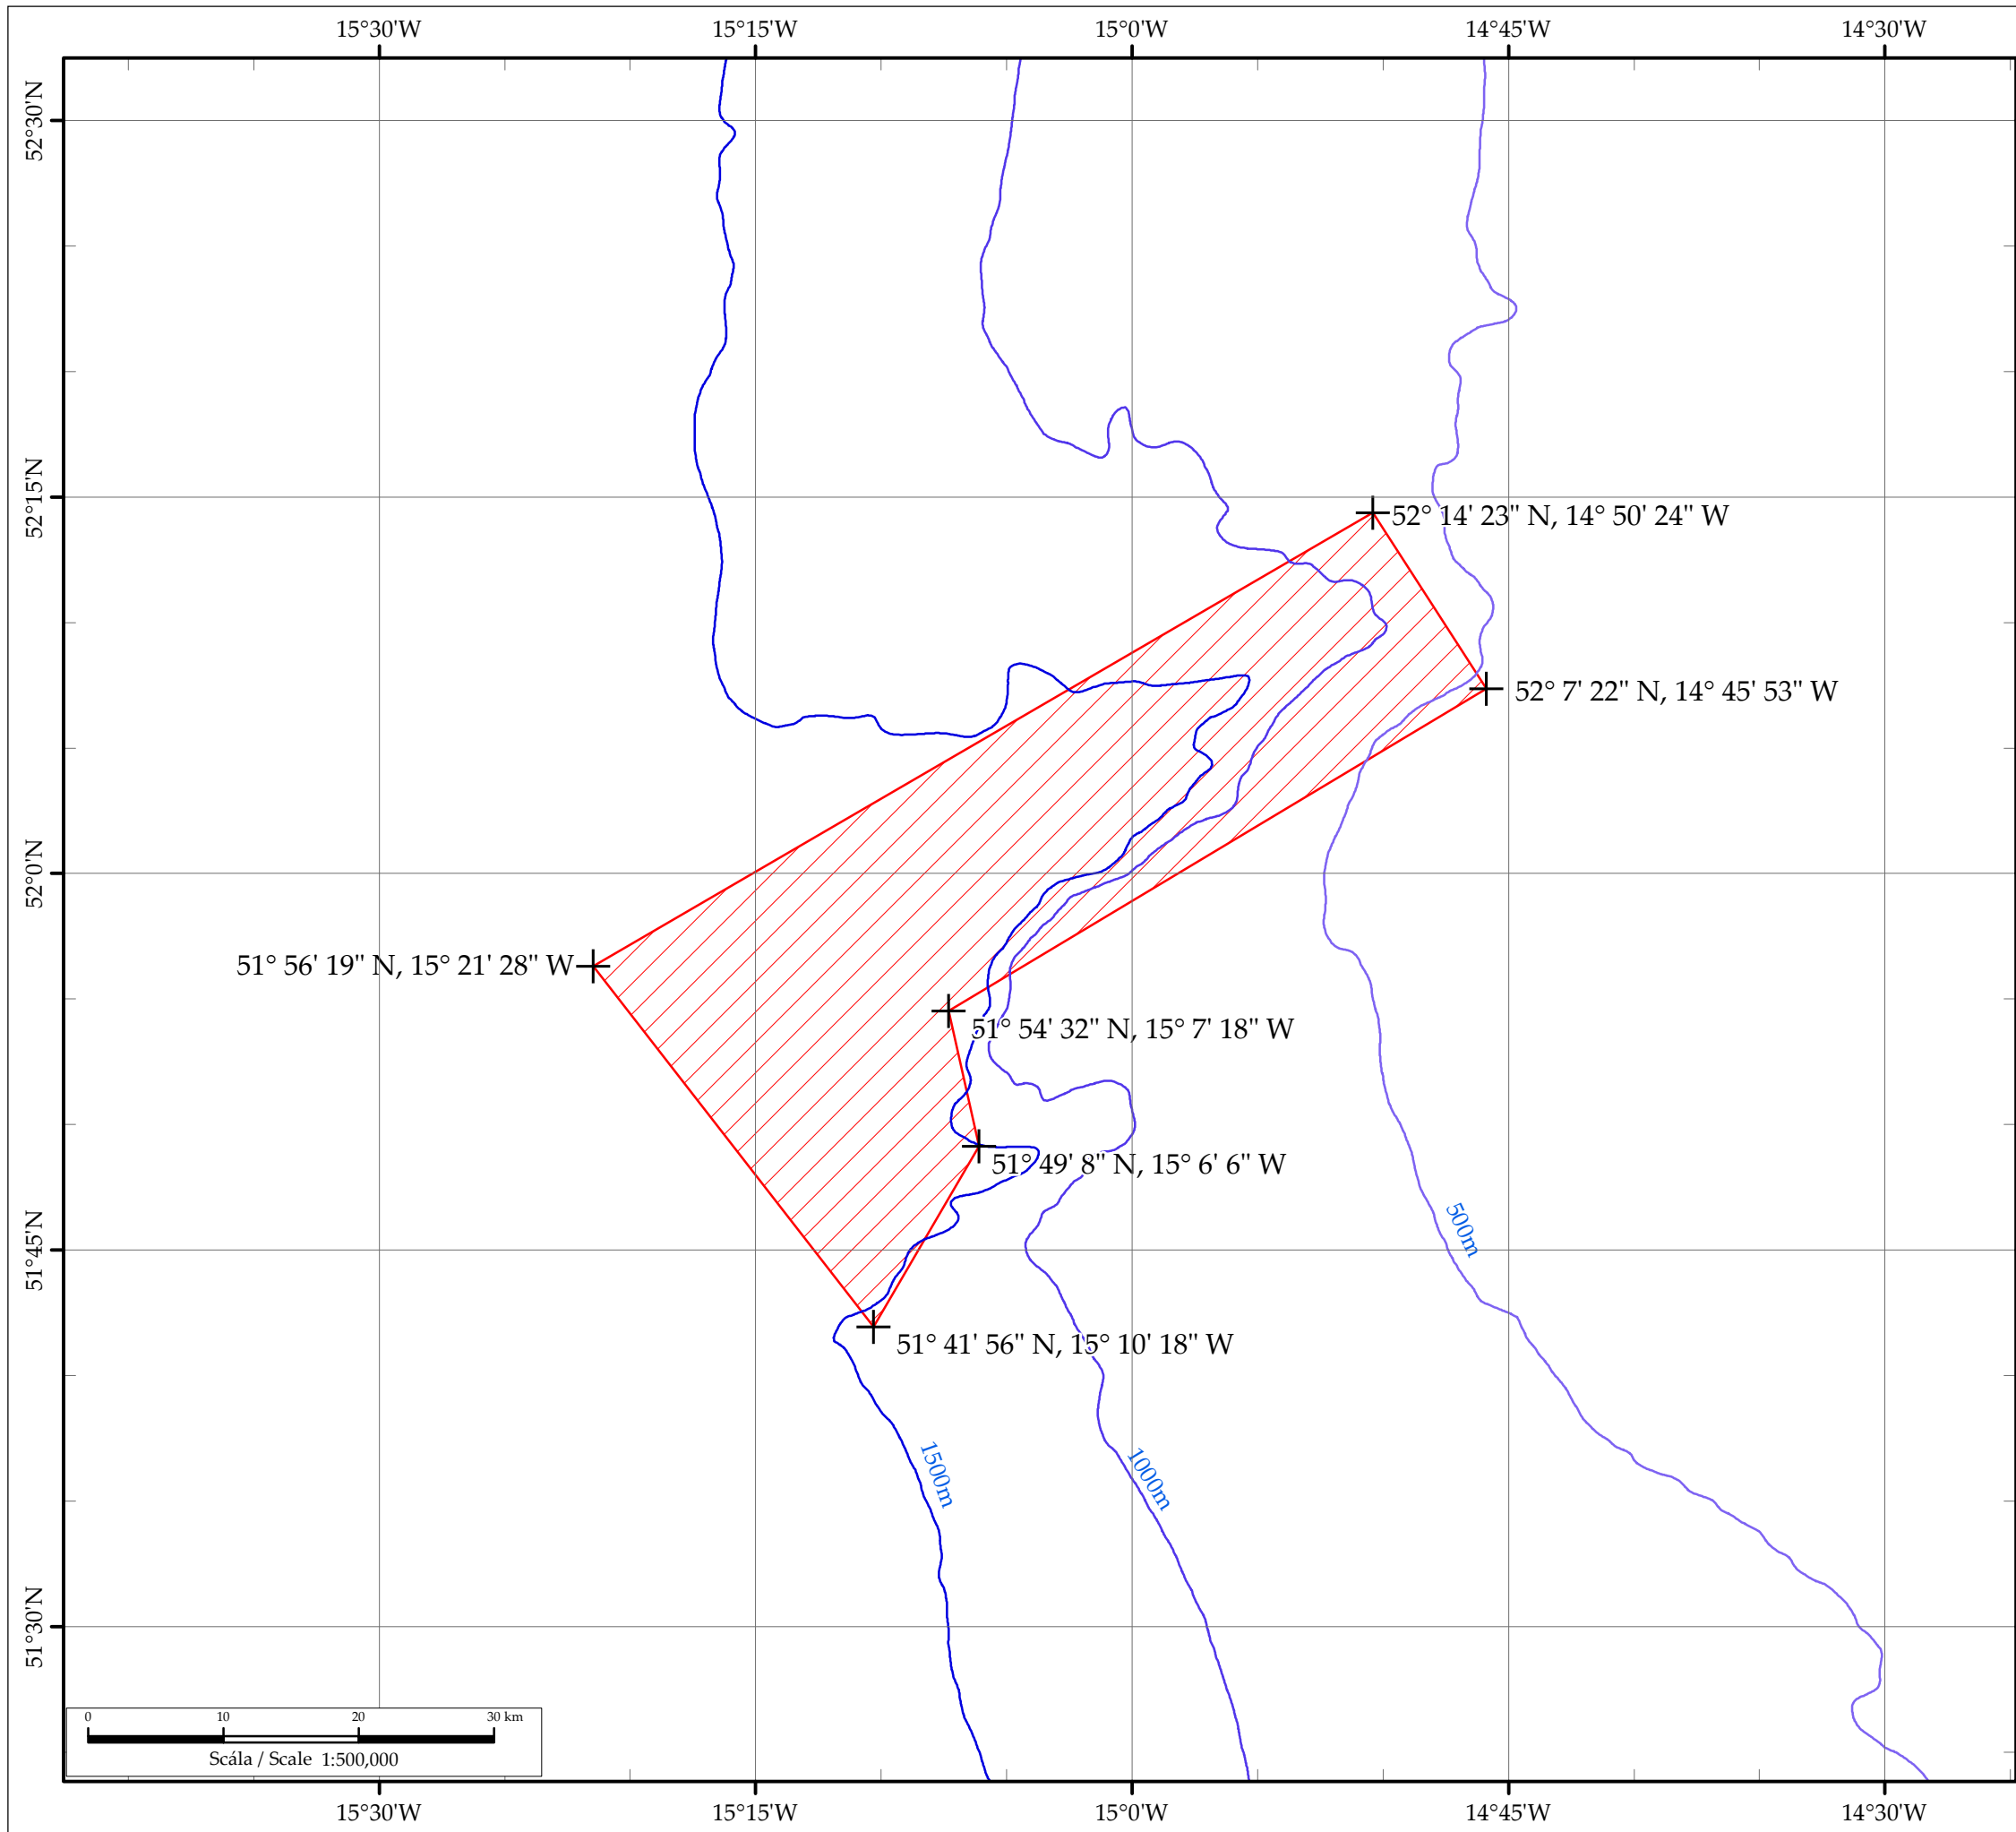 15°30'W 15°15'W 15°0'W 14°45'W 14°30'W
52°30'N
52°15'N
52° 14' 23" N, 14° 50' 24" W
52° 7' 22" N, 14° 45' 53" W
52°0'N
51° 56' 19" N, 15° 21' 28" W
51° 54' 32" N, 15° 7' 18" W
51° 49' 8" N, 15° 6' 6" W
51°45'N
500m
51° 41' 56" N, 15° 10' 18" W
1500m
1000m
51°30'N
0 10 20 30 km
Scála / Scale 1:500,000
15°30'W 15°15'W 15°0'W 14°45'W 14°30'W